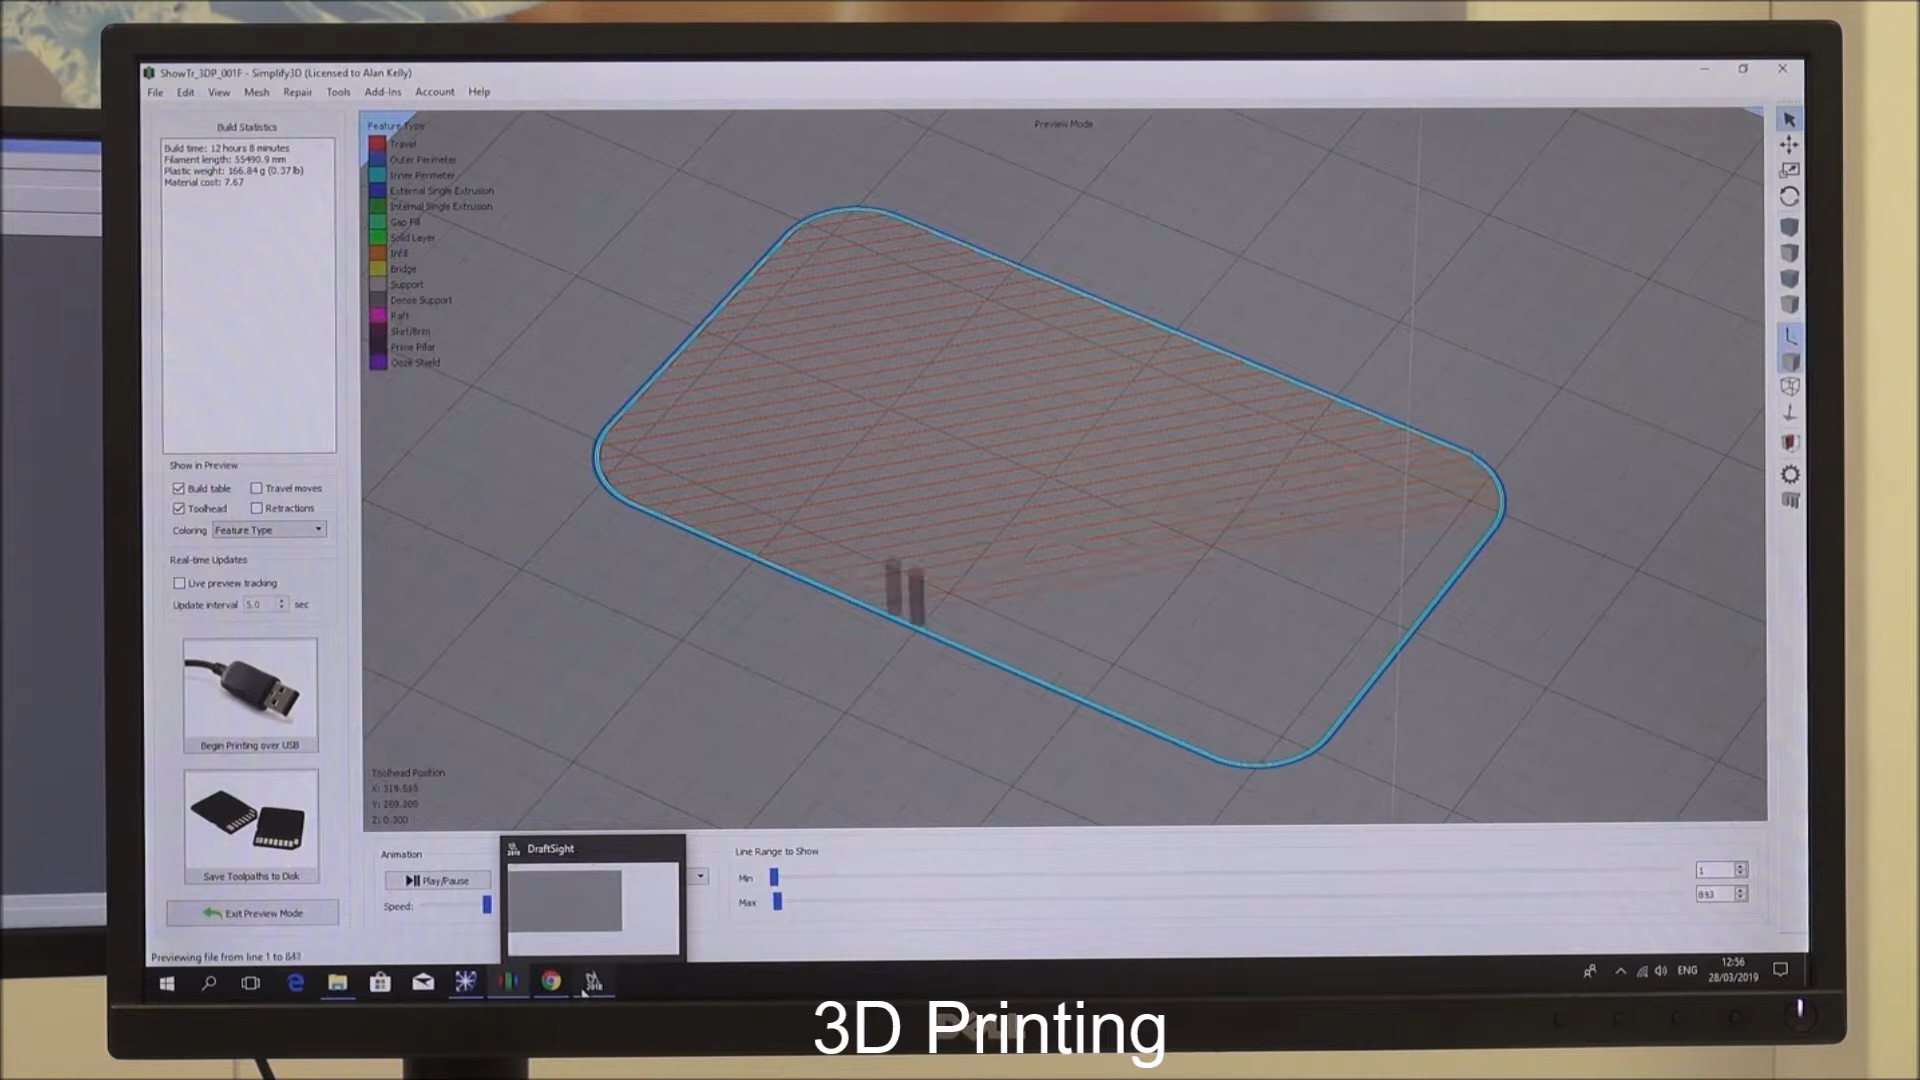 ShowTr_3DP_001F - Simplify3D (Licensed to Alan Kelly)
File Edit View Mesh Repair Tools Add-Ins Account Help
Build Statistics
Build time: 12 hours 8 minutes
Filament length: 55490.9 mm
Plastic weight: 166.84 g (0.37 lb)
Material cost: 7.67
Feature Type
Travel
Outer Perimeter
Inner Perimeter
External Single Extrusion
Internal Single Extrusion
Gap Fill
Solid Layer
Infill
Bridge
Support
Dense Support
Raft
Skirt/Brim
Prime Pillar
Ooze Shield
Preview Mode
Show in Preview
Build table Travel moves
Toolhead Retractions
Coloring Feature Type
Real-time Updates
Live preview tracking
Update interval 5.0 sec
Begin Printing over USB
Save Toolpaths to Disk
Exit Preview Mode
Toolhead Position
Z: 0.300
Animation
Play/Pause
Speed:
DraftSight
Line Range to Show
Min 1
Max 843
Previewing file from line 1 to 843
ENG
12:56
28/03/2019
3D Printing